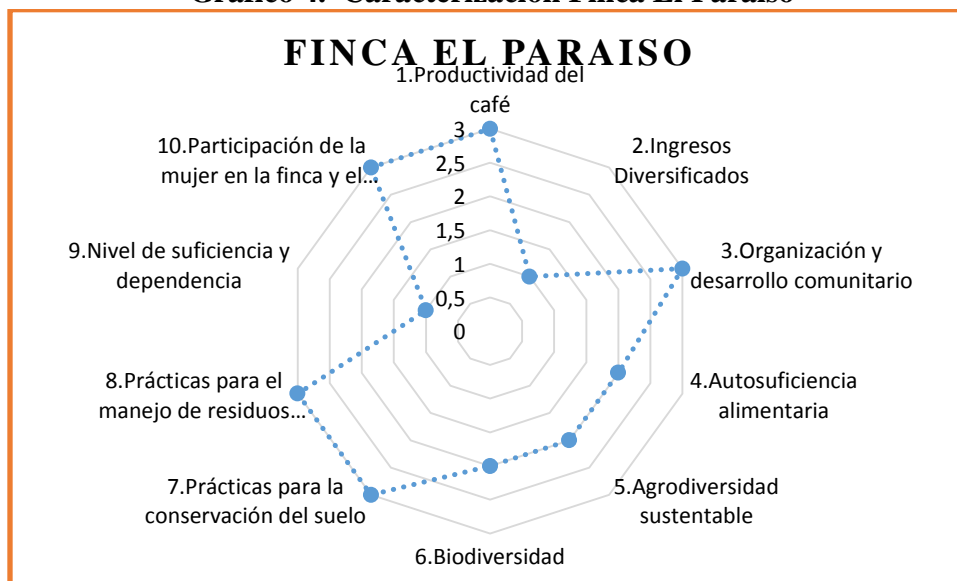 Gráfico 4. Caracterización Finca El Paraíso
FINCA EL PARAISO
1.Productividad del
café
2.Ingresos
Diversificados
3.Organización y
desarrollo comunitario
4.Autosuficiencia
alimentaria
5.Agrodiversidad
sustentable
6.Biodiversidad
7.Prácticas para la
conservación del suelo
8.Prácticas para el
manejo de residuos...
9.Nivel de suficiencia y
dependencia
10.Participación de la
mujer en la finca y el...
3
2,5
2
1,5
1
0,5
0